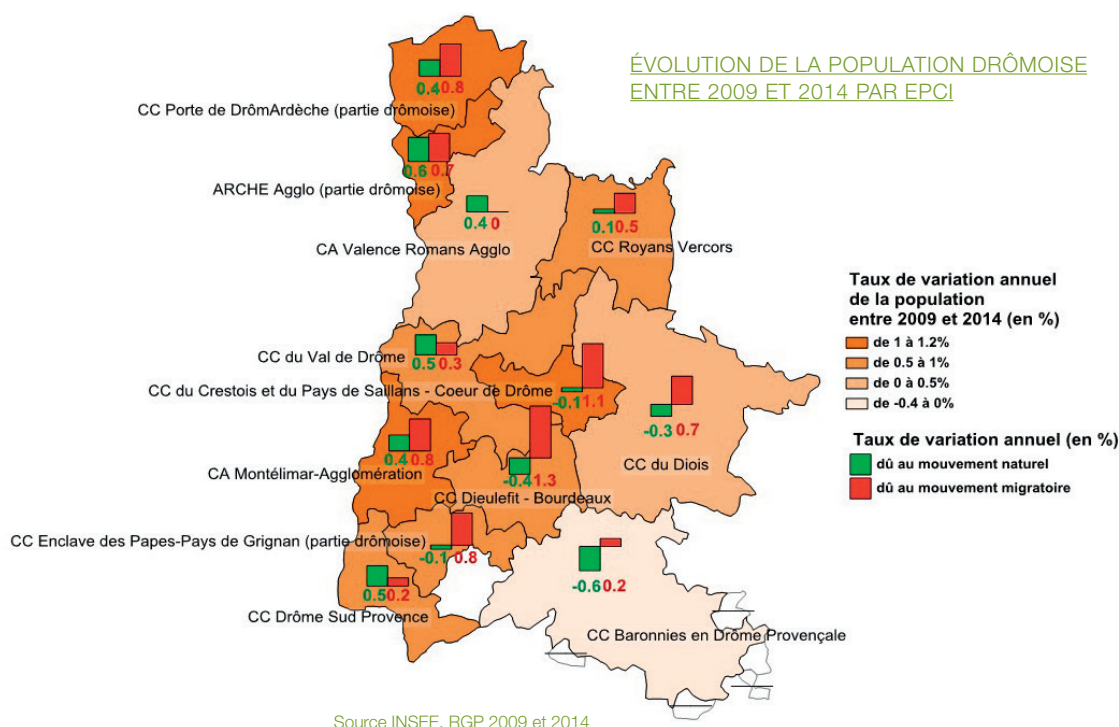 ÉVOLUTION DE LA POPULATION DRÔMOISE
ENTRE 2009 ET 2014 PAR EPCI
0.4 0.8
CC Porte de DrômArdèche (partie drômoise)
0.6 0.7
ARCHE Agglo (partie drômoise)
0.4 0
CA Valence Romans Agglo
0.1 0.5
CC Royans Vercors
Taux de variation annuel
de la population
entre 2009 et 2014 (en %)
de 1 à 1.2%
de 0.5 à 1%
de 0 à 0.5%
de -0.4 à 0%
Taux de variation annuel (en %)
dû au mouvement naturel
dû au mouvement migratoire
CC du Val de Drôme
0.5 0.3
CC du Crestois et du Pays de Saillans - Coeur de Drôme
-0.1 1.1
-0.3 0.7
CC du Diois
0.4 0.8
CA Montélimar-Agglomération
-0.4 1.3
CC Dieulefit - Bourdeaux
CC Enclave des Papes-Pays de Grignan (partie drômoise)
-0.1 0.8
0.5 0.2
CC Drôme Sud Provence
-0.6 0.2
CC Baronnies en Drôme Provençale
Source INSEE, RGP 2009 et 2014